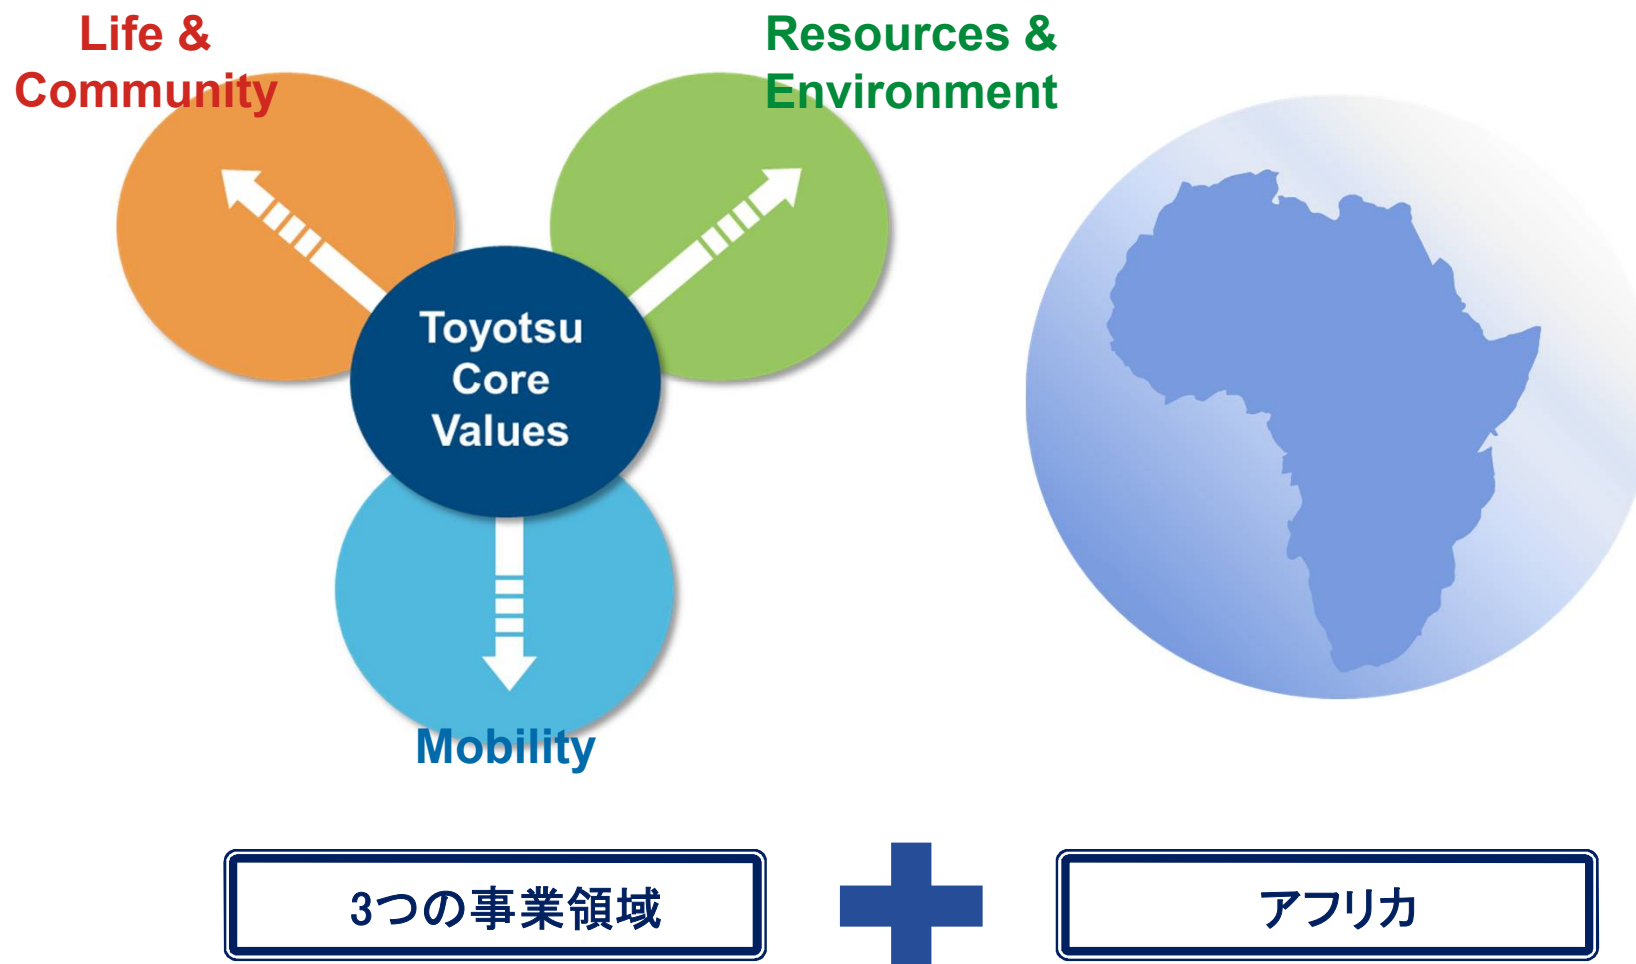 Life &
Community
Resources &
Environment
Toyotsu
Core
Values
Mobility
3つの事業領域
アフリカ